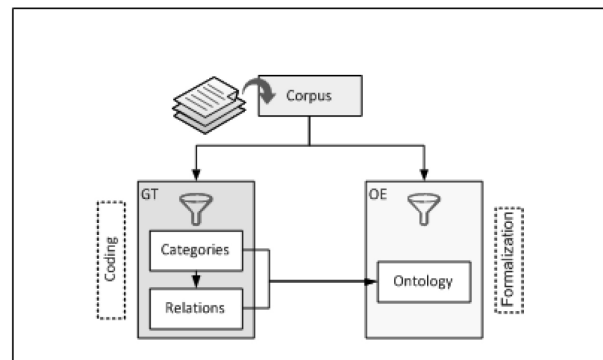 Corpus
GT
OE
Coding
Categories
Relations
Ontology
Formalization